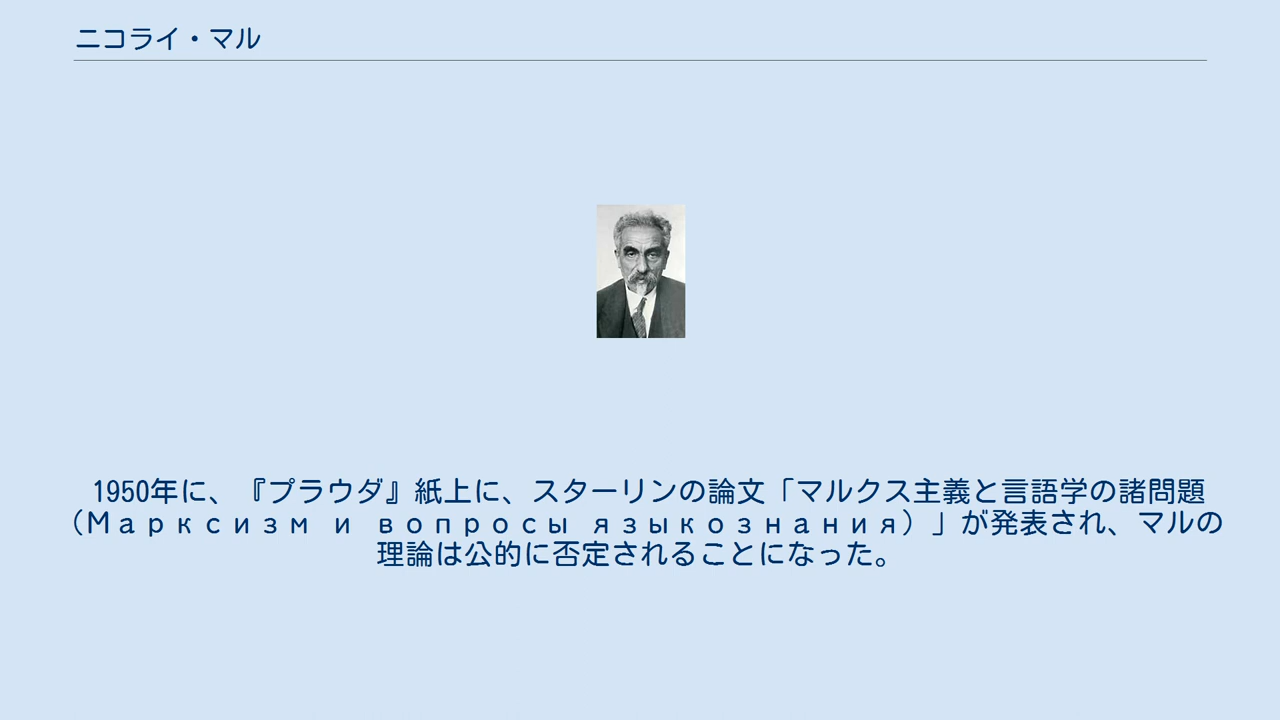 ニコライ・マル
1950年に、『プラウダ』紙上に、スターリンの論文「マルクス主義と言語学の諸問題
（Марксизм и вопросы языкознания）」が発表され、マルの
理論は公的に否定されることになった。